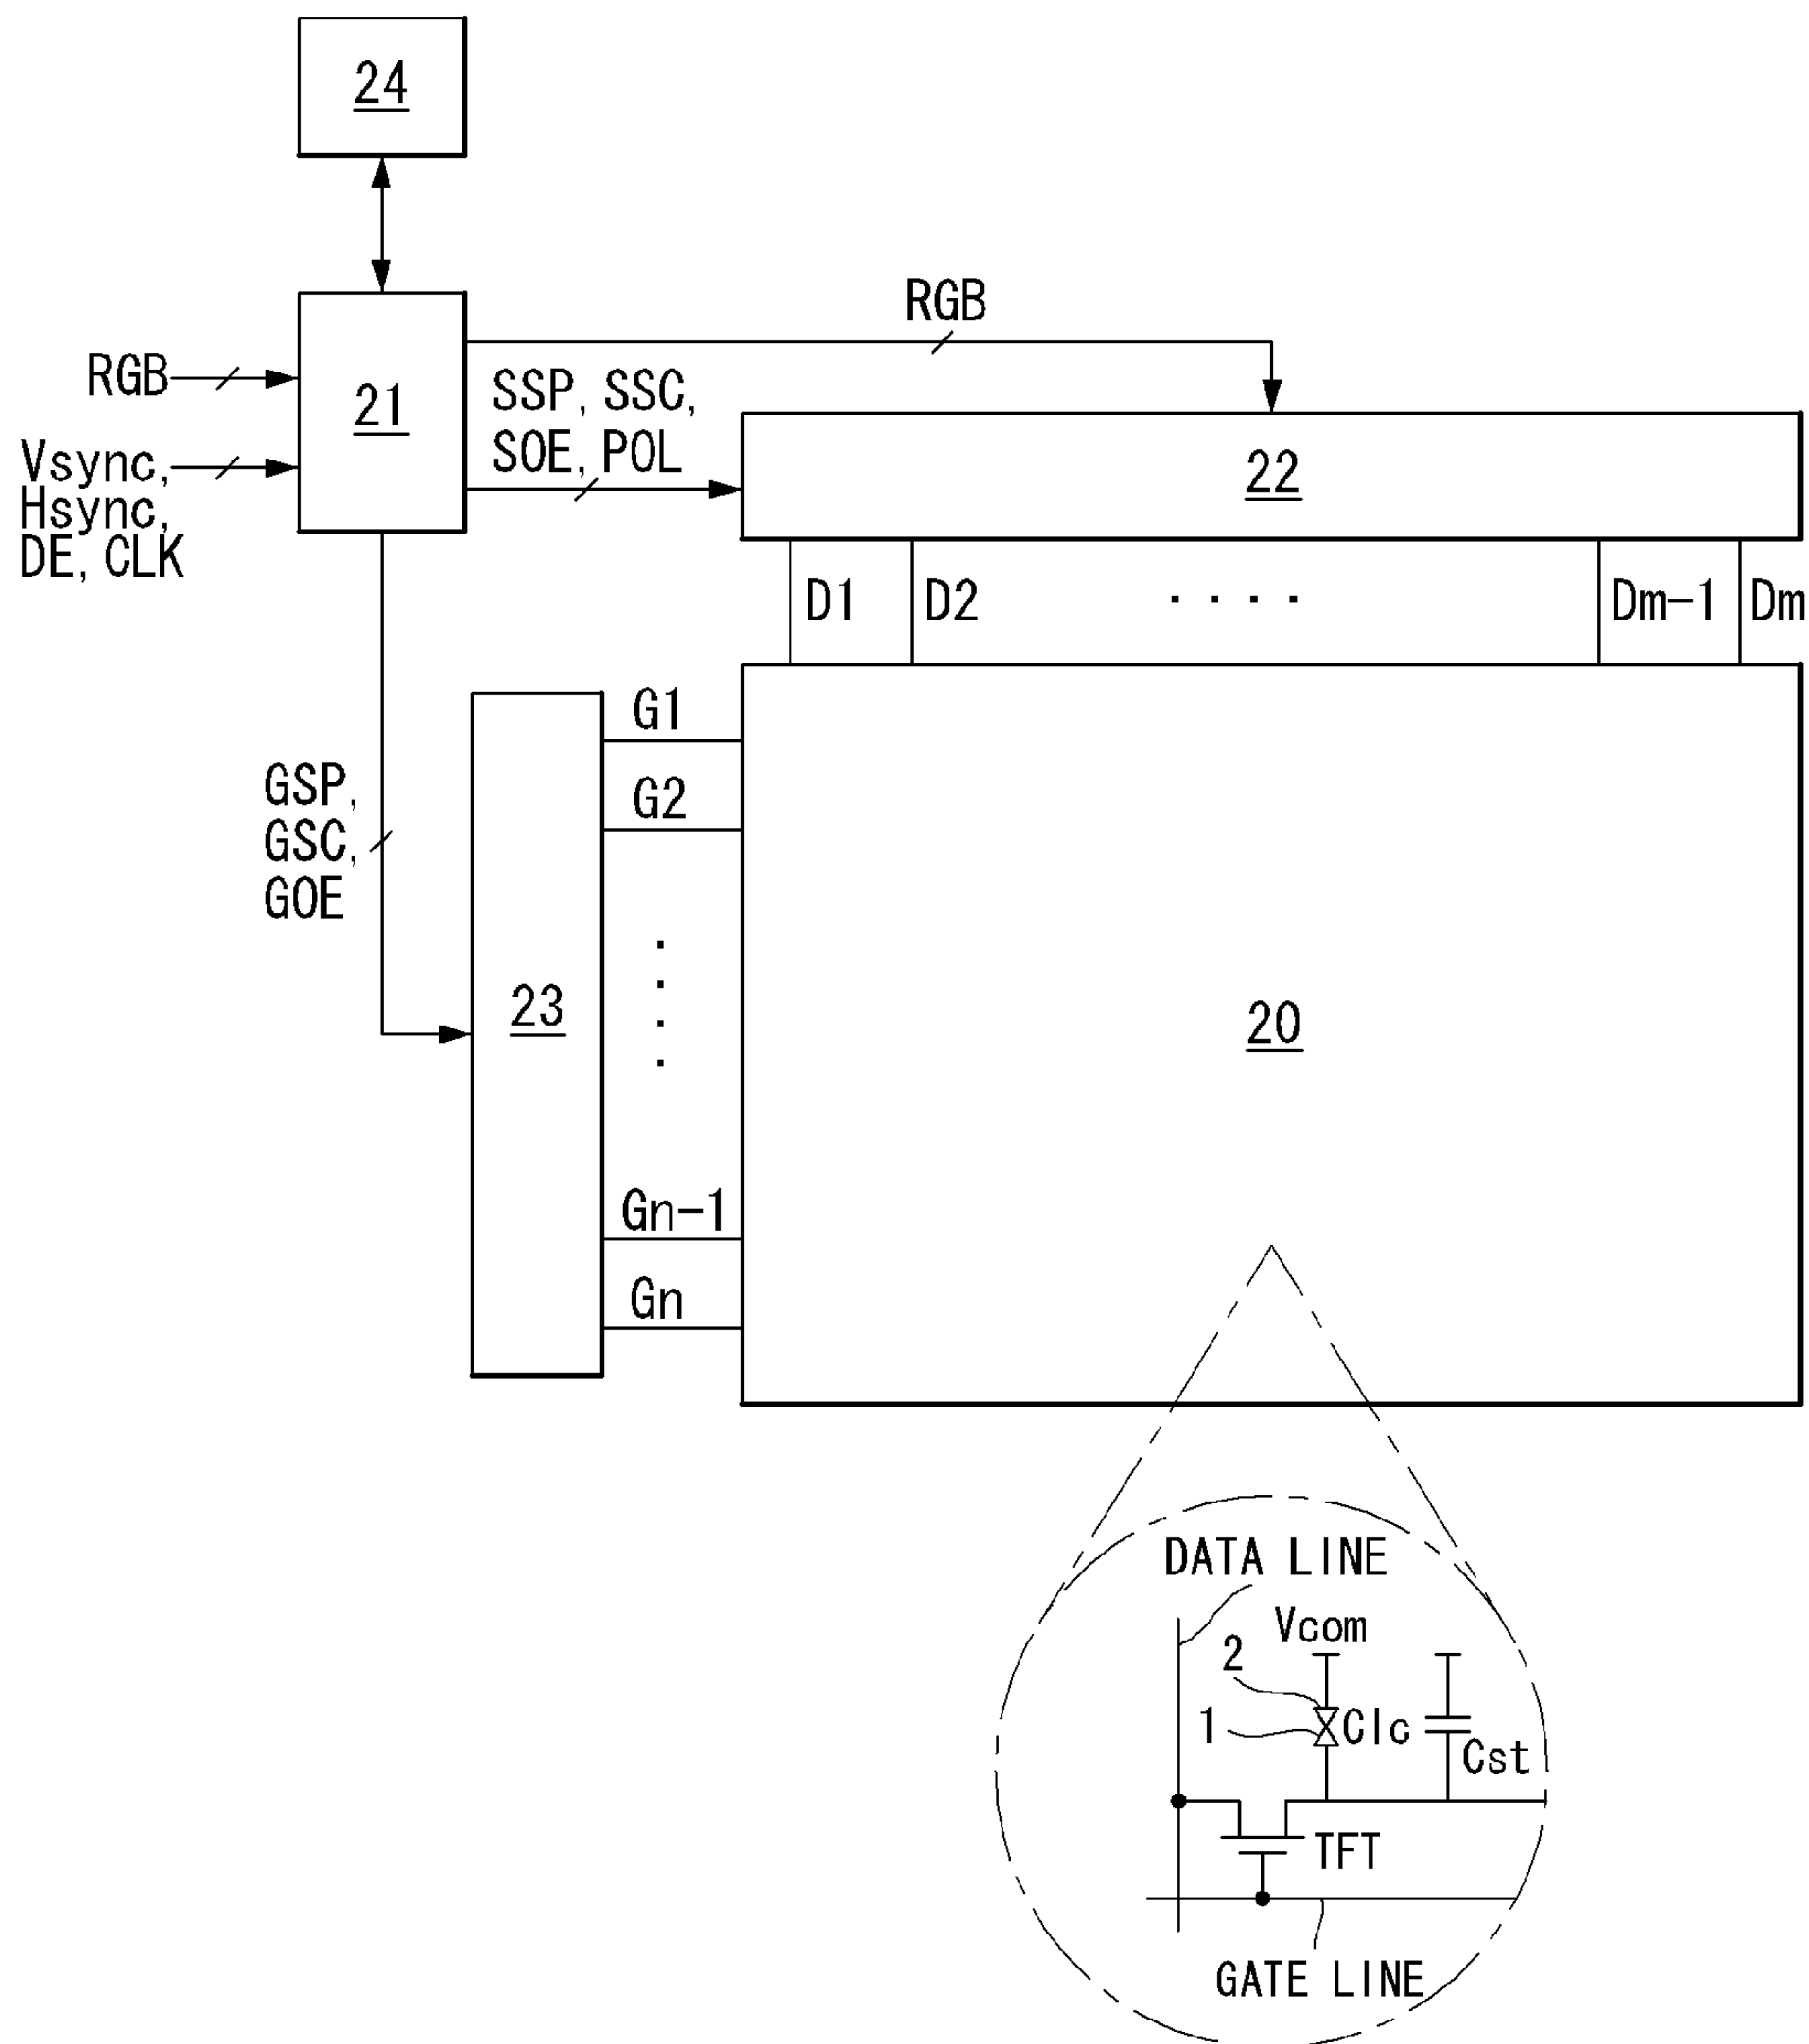 24
RGB
RGB
21
SSP, SSC,
SOE, POL
Vsync,
Hsync,
DE, CLK
22
D1
D2
· · · ·
Dm-1
Dm
G1
G2
GSP,
GSC,
GOE
23
20
Gn-1
Gn
DATA LINE
Vcom
2
1
Clc
Cst
TFT
GATE LINE